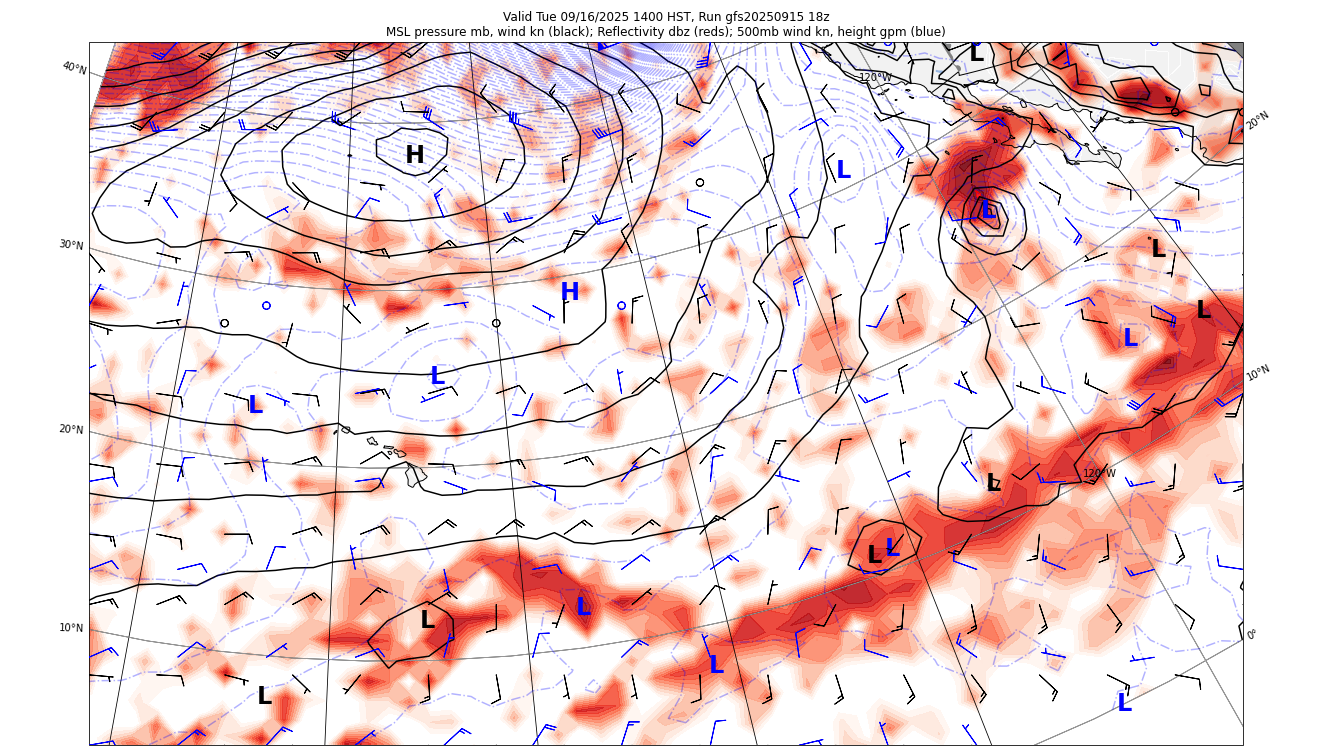 Valid Tue 09/16/2025 1400 HST, Run gfs20250915 18z
MSL pressure mb, wind kn (black); Reflectivity dbz (reds); 500mb wind kn, height gpm (blue)
L
40°N
120°W
20°N
H
L
L
30°N
L
H
L
L
10°N
L
L
20°N
120°W
L
L
L
L
10°N
L
0°
L
L
L